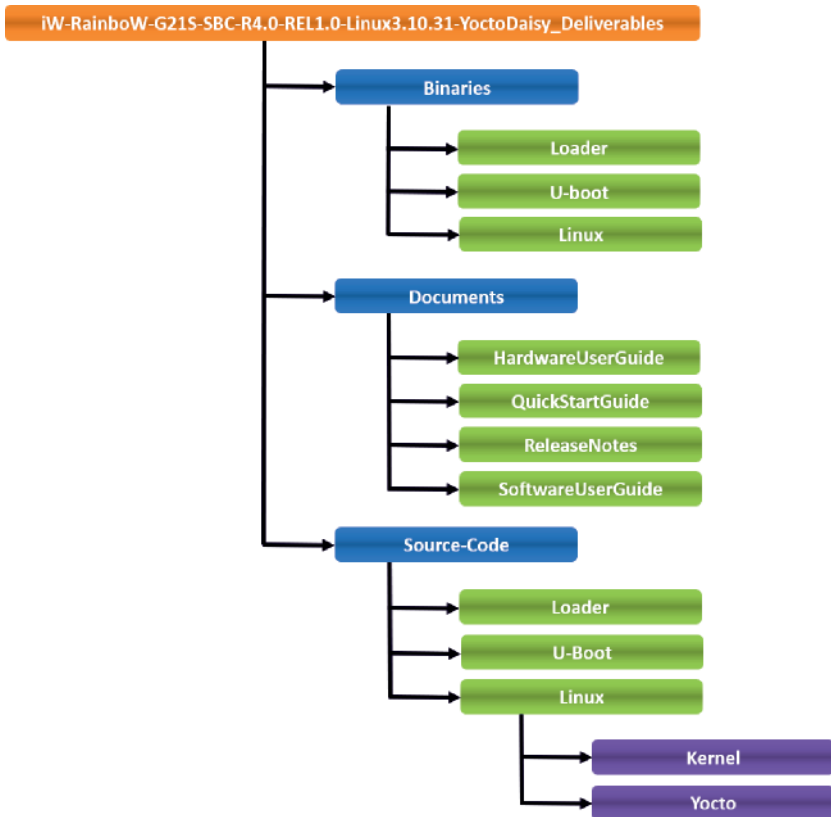 iW-RainboW-G21S-SBC-R4.0-REL1.0-Linux3.10.31-YoctoDaisy_Deliverables
Binaries
Loader
U-boot
Linux
Documents
HardwareUserGuide
QuickStartGuide
ReleaseNotes
SoftwareUserGuide
Source-Code
Loader
U-Boot
Linux
Kernel
Yocto